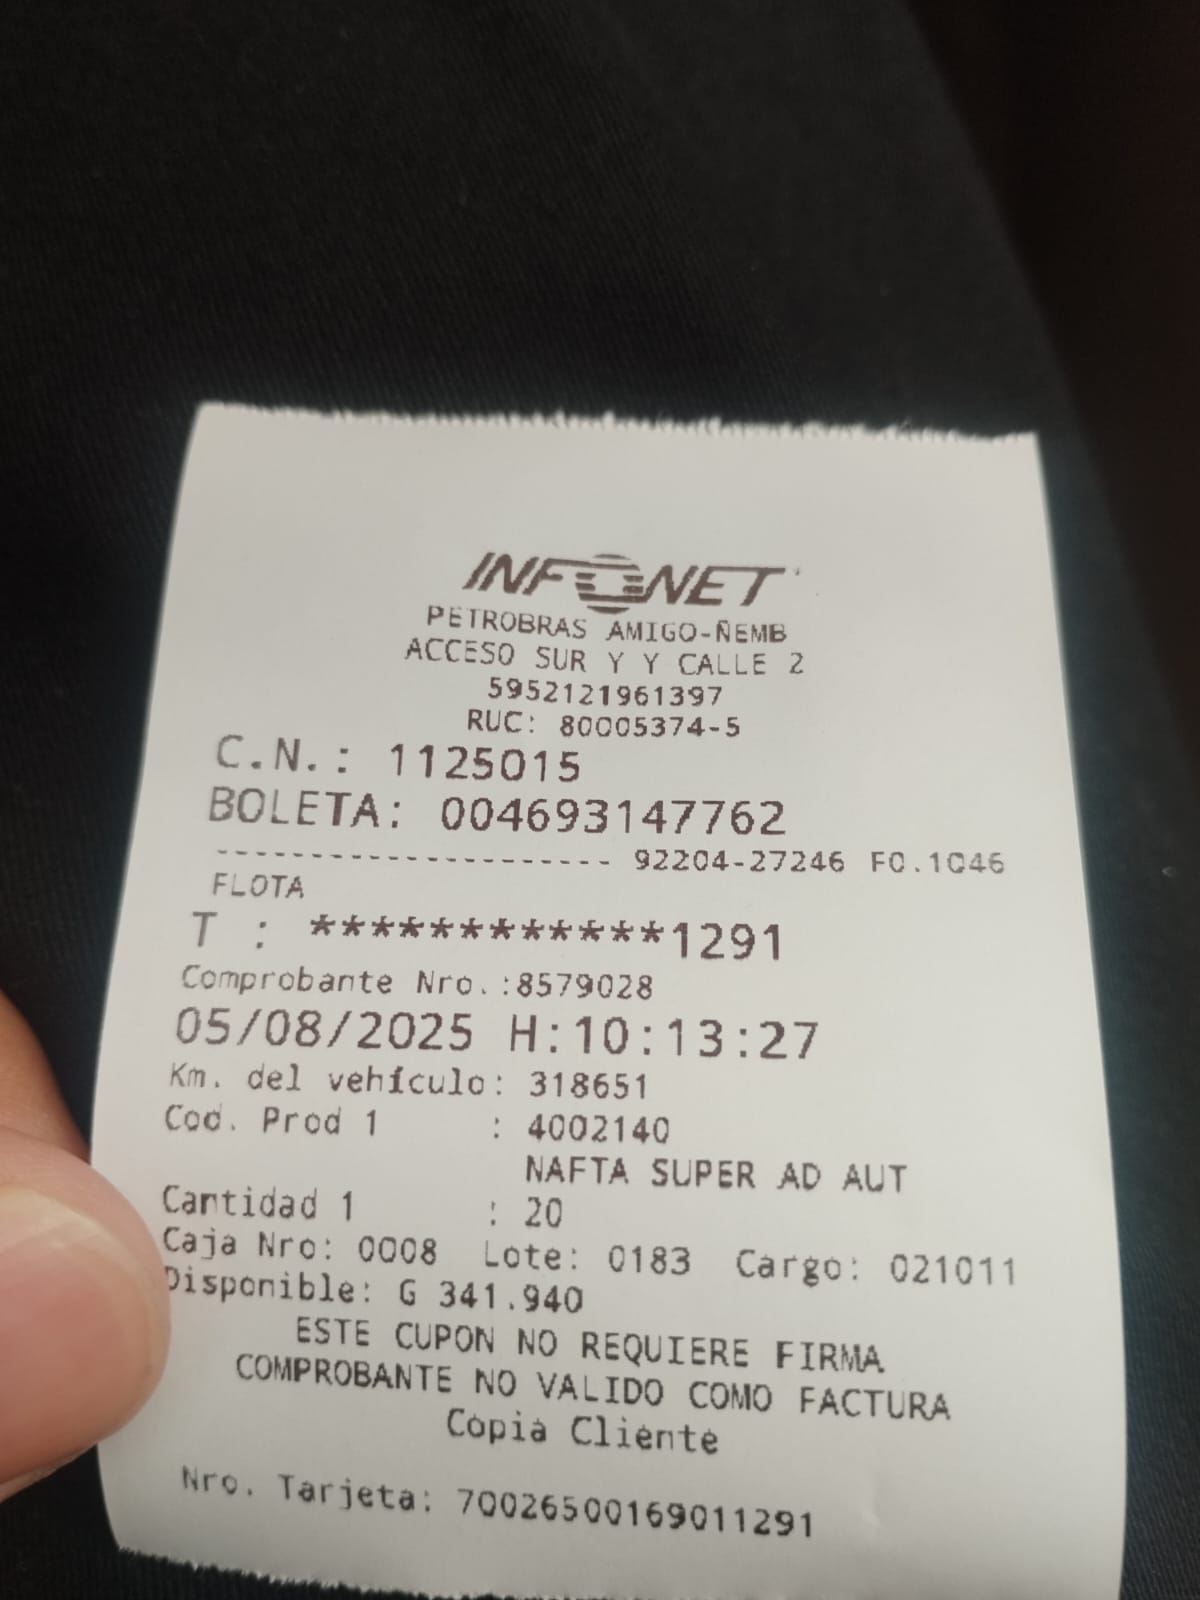 INFONET
PETROBRAS AMIGO-ÑEMB
ACCESO SUR Y Y CALLE 2
5952121961397
RUC: 80005374-5
C.N.: 1125015
BOLETA: 004693147762
--------------------- 92204-27246 F0.1046
FLOTA
T : ************1291
Comprobante Nro.:8579028
05/08/2025 H:10:13:27
Km. del vehículo: 318651
Cod. Prod 1 : 4002140
NAFTA SUPER AD AUT
Cantidad 1 : 20
Caja Nro: 0008 Lote: 0183 Cargo: 021011
Disponible: G 341.940
ESTE CUPON NO REQUIERE FIRMA
COMPROBANTE NO VALIDO COMO FACTURA
Copia Cliente
Nro. Tarjeta: 7002650016901​1291